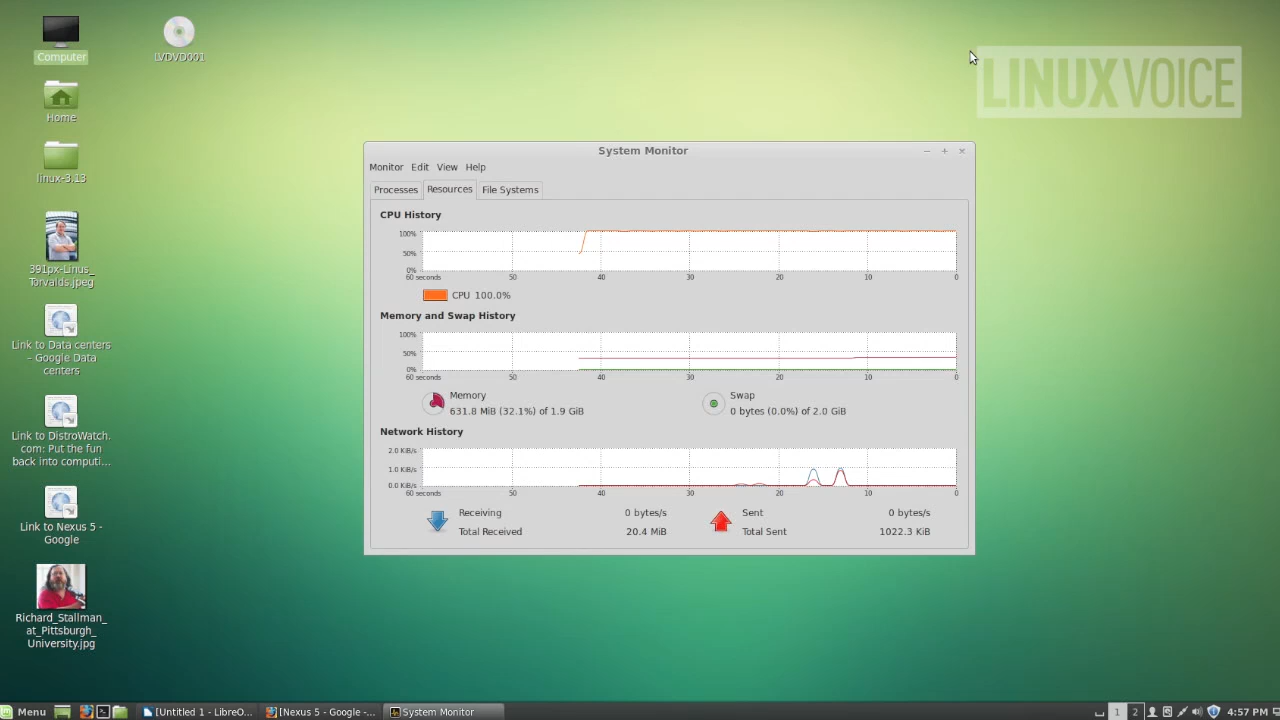 Computer
LVDVD001
LINUXVOICE
Home
linux-3.13
391px-Linus_
Torvalds.jpeg
Link to Data centers
– Google Data
centers
Link to DistroWatch.
com: Put the fun
back into computi...
Link to Nexus 5 -
Google
Richard_Stallman_
at_Pittsburgh_
University.jpg
System Monitor
Monitor Edit View Help
Processes Resources File Systems
CPU History
100%
50%
0%
60 seconds 50 40 30 20 10 0
CPU 100.0%
Memory and Swap History
100%
50%
0%
60 seconds 50 40 30 20 10 0
Memory
631.8 MiB (32.1%) of 1.9 GiB
Swap
0 bytes (0.0%) of 2.0 GiB
Network History
2.0 KiB/s
1.0 KiB/s
0.0 KiB/s
60 seconds 50 40 30 20 10 0
Receiving 0 bytes/s
Total Received 20.4 MiB
Sent 0 bytes/s
Total Sent 1022.3 KiB
Menu [Untitled 1 - LibreO... [Nexus 5 - Google -... System Monitor 1 2 4:57 PM